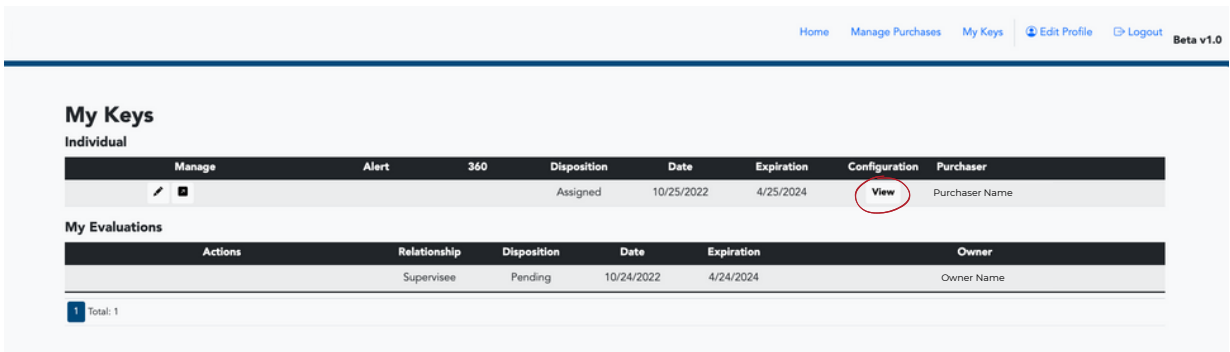 Home Manage Purchases My Keys Edit Profile Logout Beta v1.0
My Keys
Individual
Manage Alert 360 Disposition Date Expiration Configuration Purchaser
Assigned 10/25/2022 4/25/2024 View Purchaser Name
My Evaluations
Actions Relationship Disposition Date Expiration Owner
Supervisee Pending 10/24/2022 4/24/2024 Owner Name
1 Total: 1